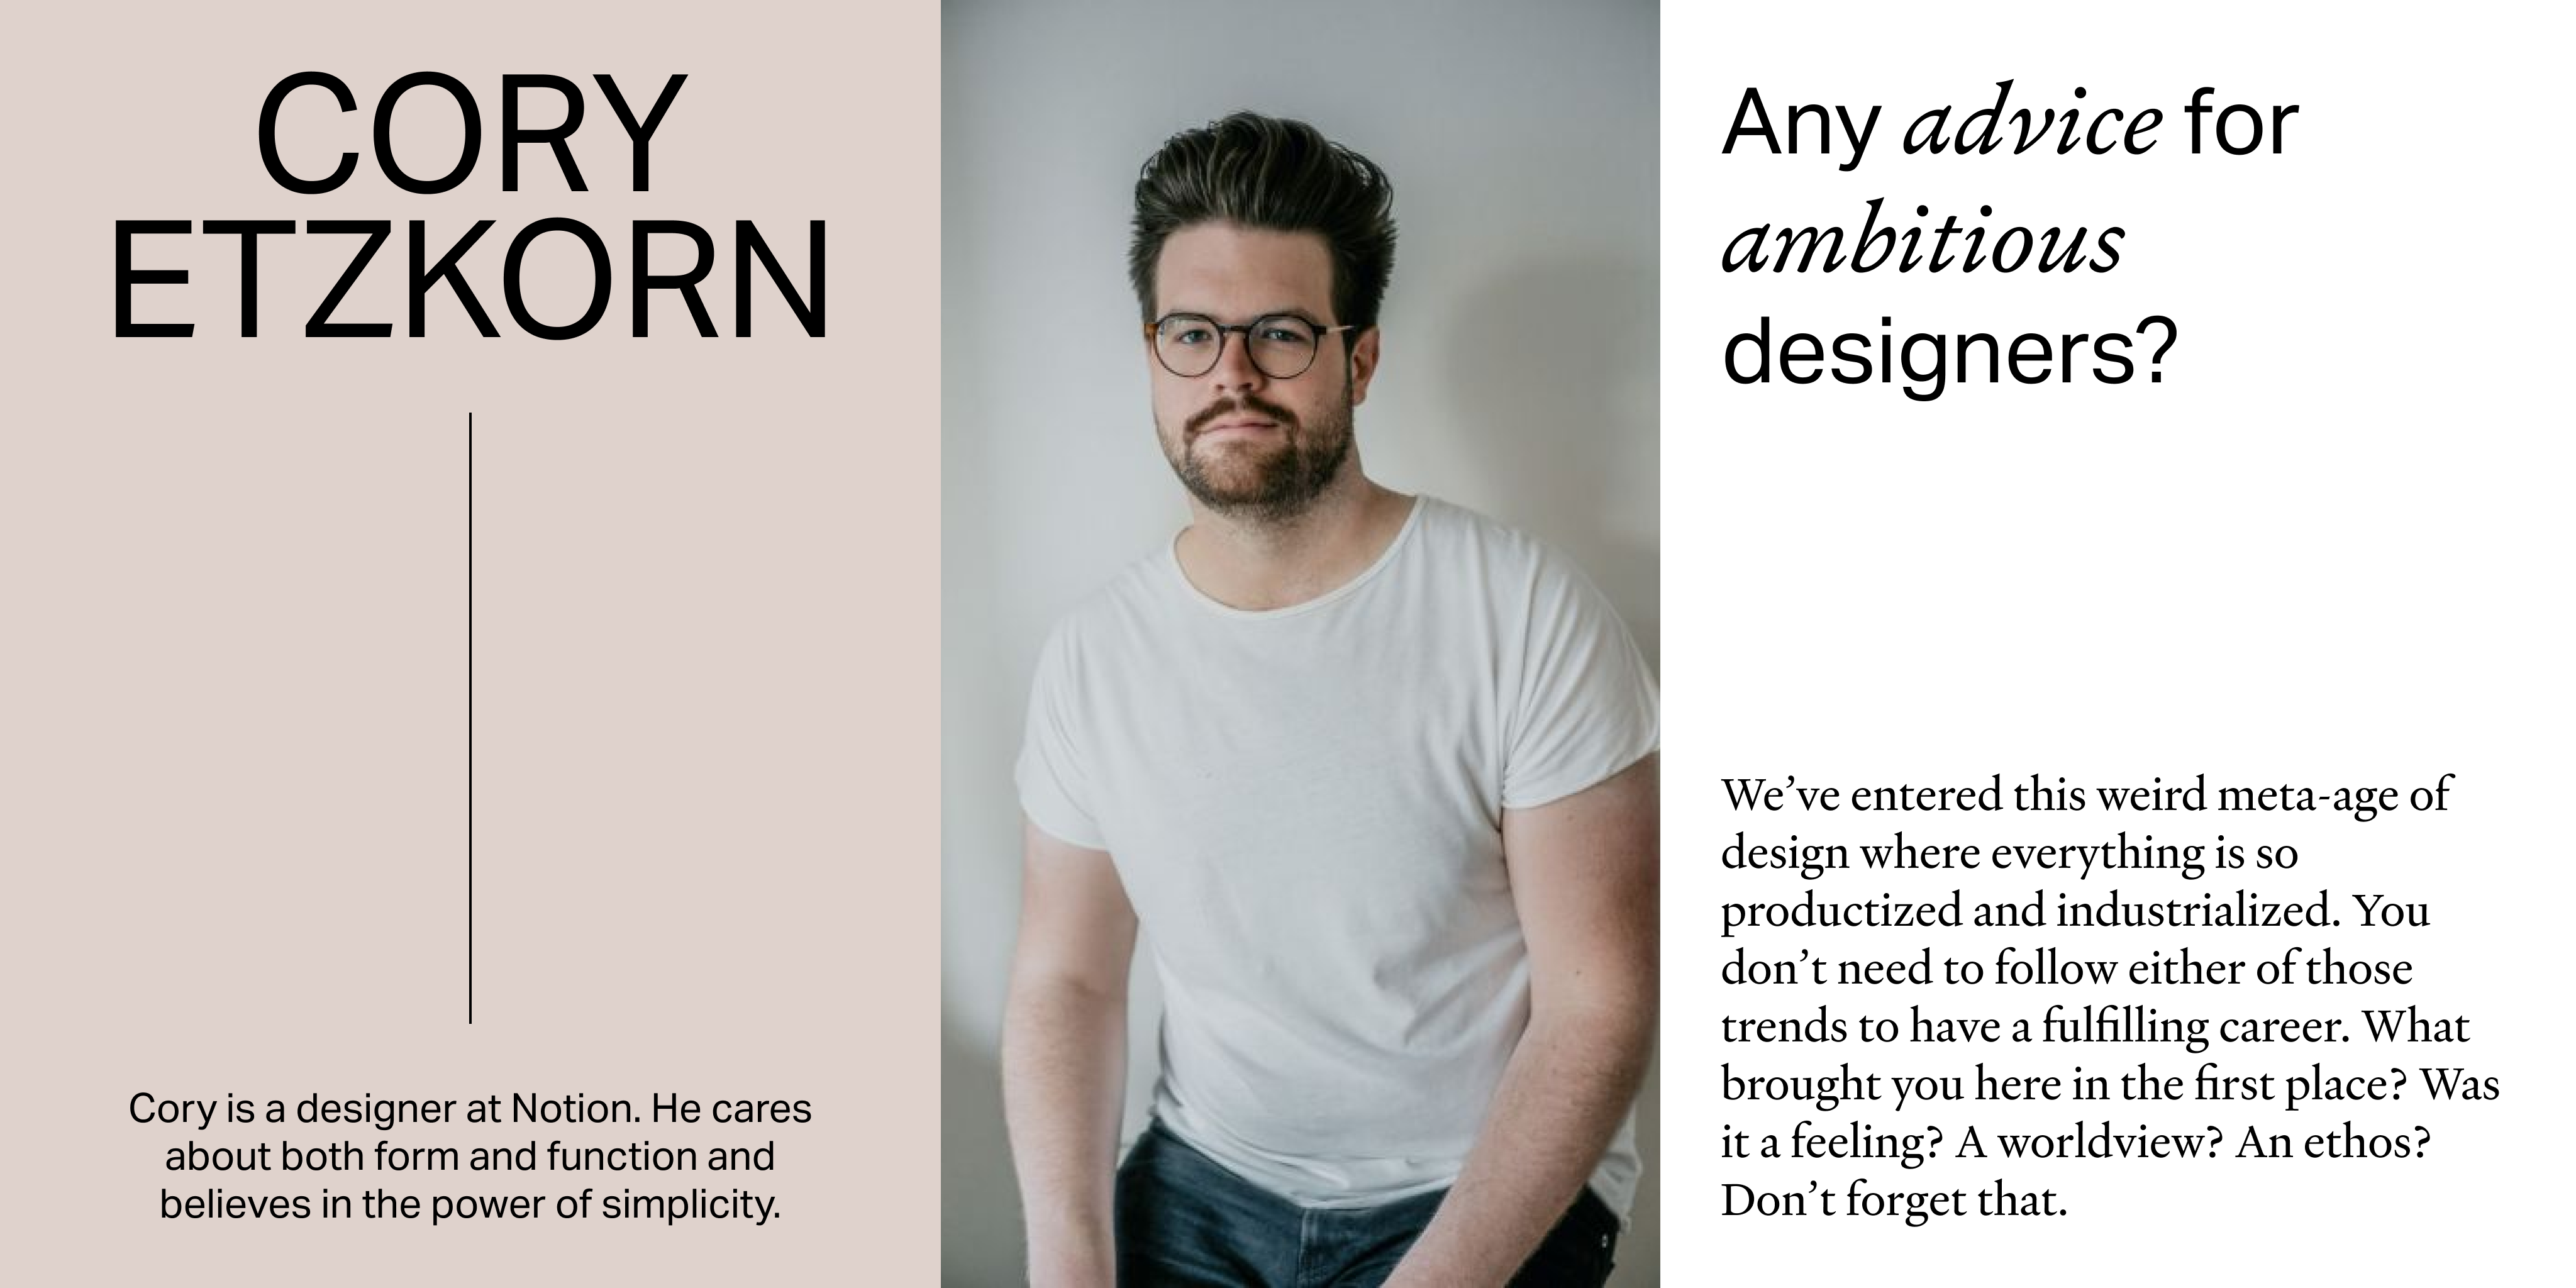 CORY
ETZKORN
Cory is a designer at Notion. He cares
about both form and function and
believes in the power of simplicity.
Any advice for
ambitious
designers?
We’ve entered this weird meta-age of
design where everything is so
productized and industrialized. You
don’t need to follow either of those
trends to have a fulfilling career. What
brought you here in the first place? Was
it a feeling? A worldview? An ethos?
Don’t forget that.